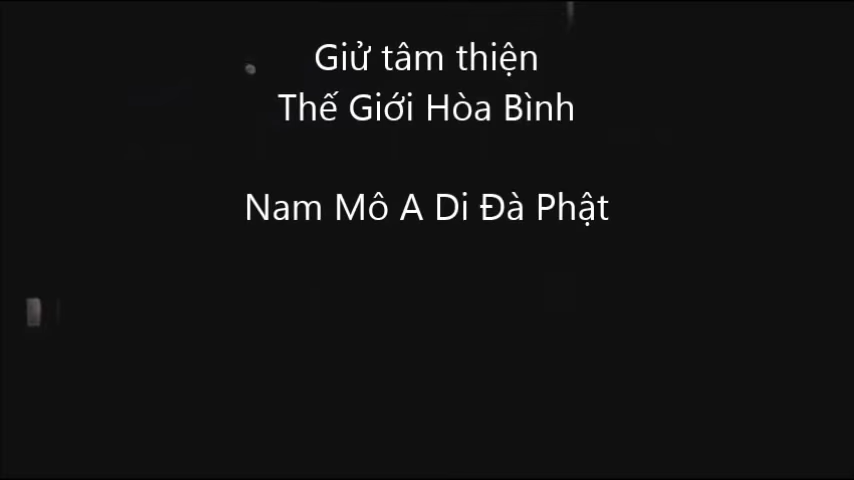 Giử tâm thiện
Thế Giới Hòa Bình
Nam Mô A Di Đà Phật